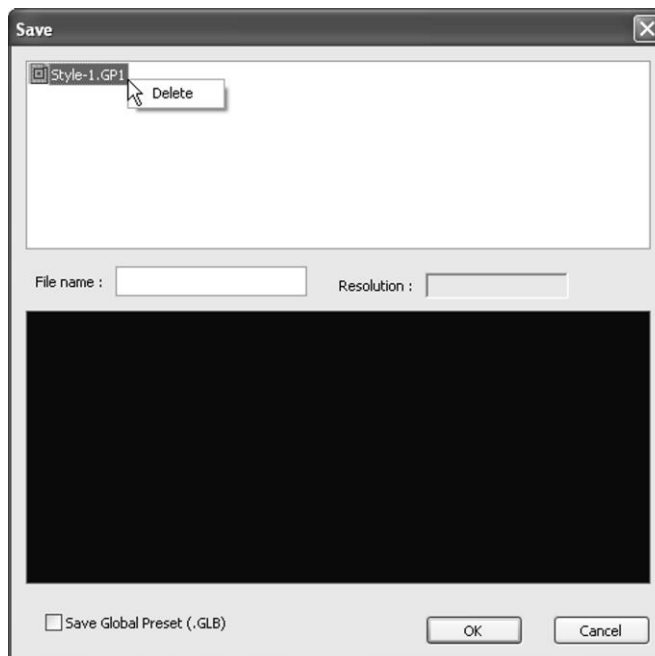 Save
Style-1.GP1
Delete
File name :
Resolution :
Save Global Preset (.GLB)
OK
Cancel